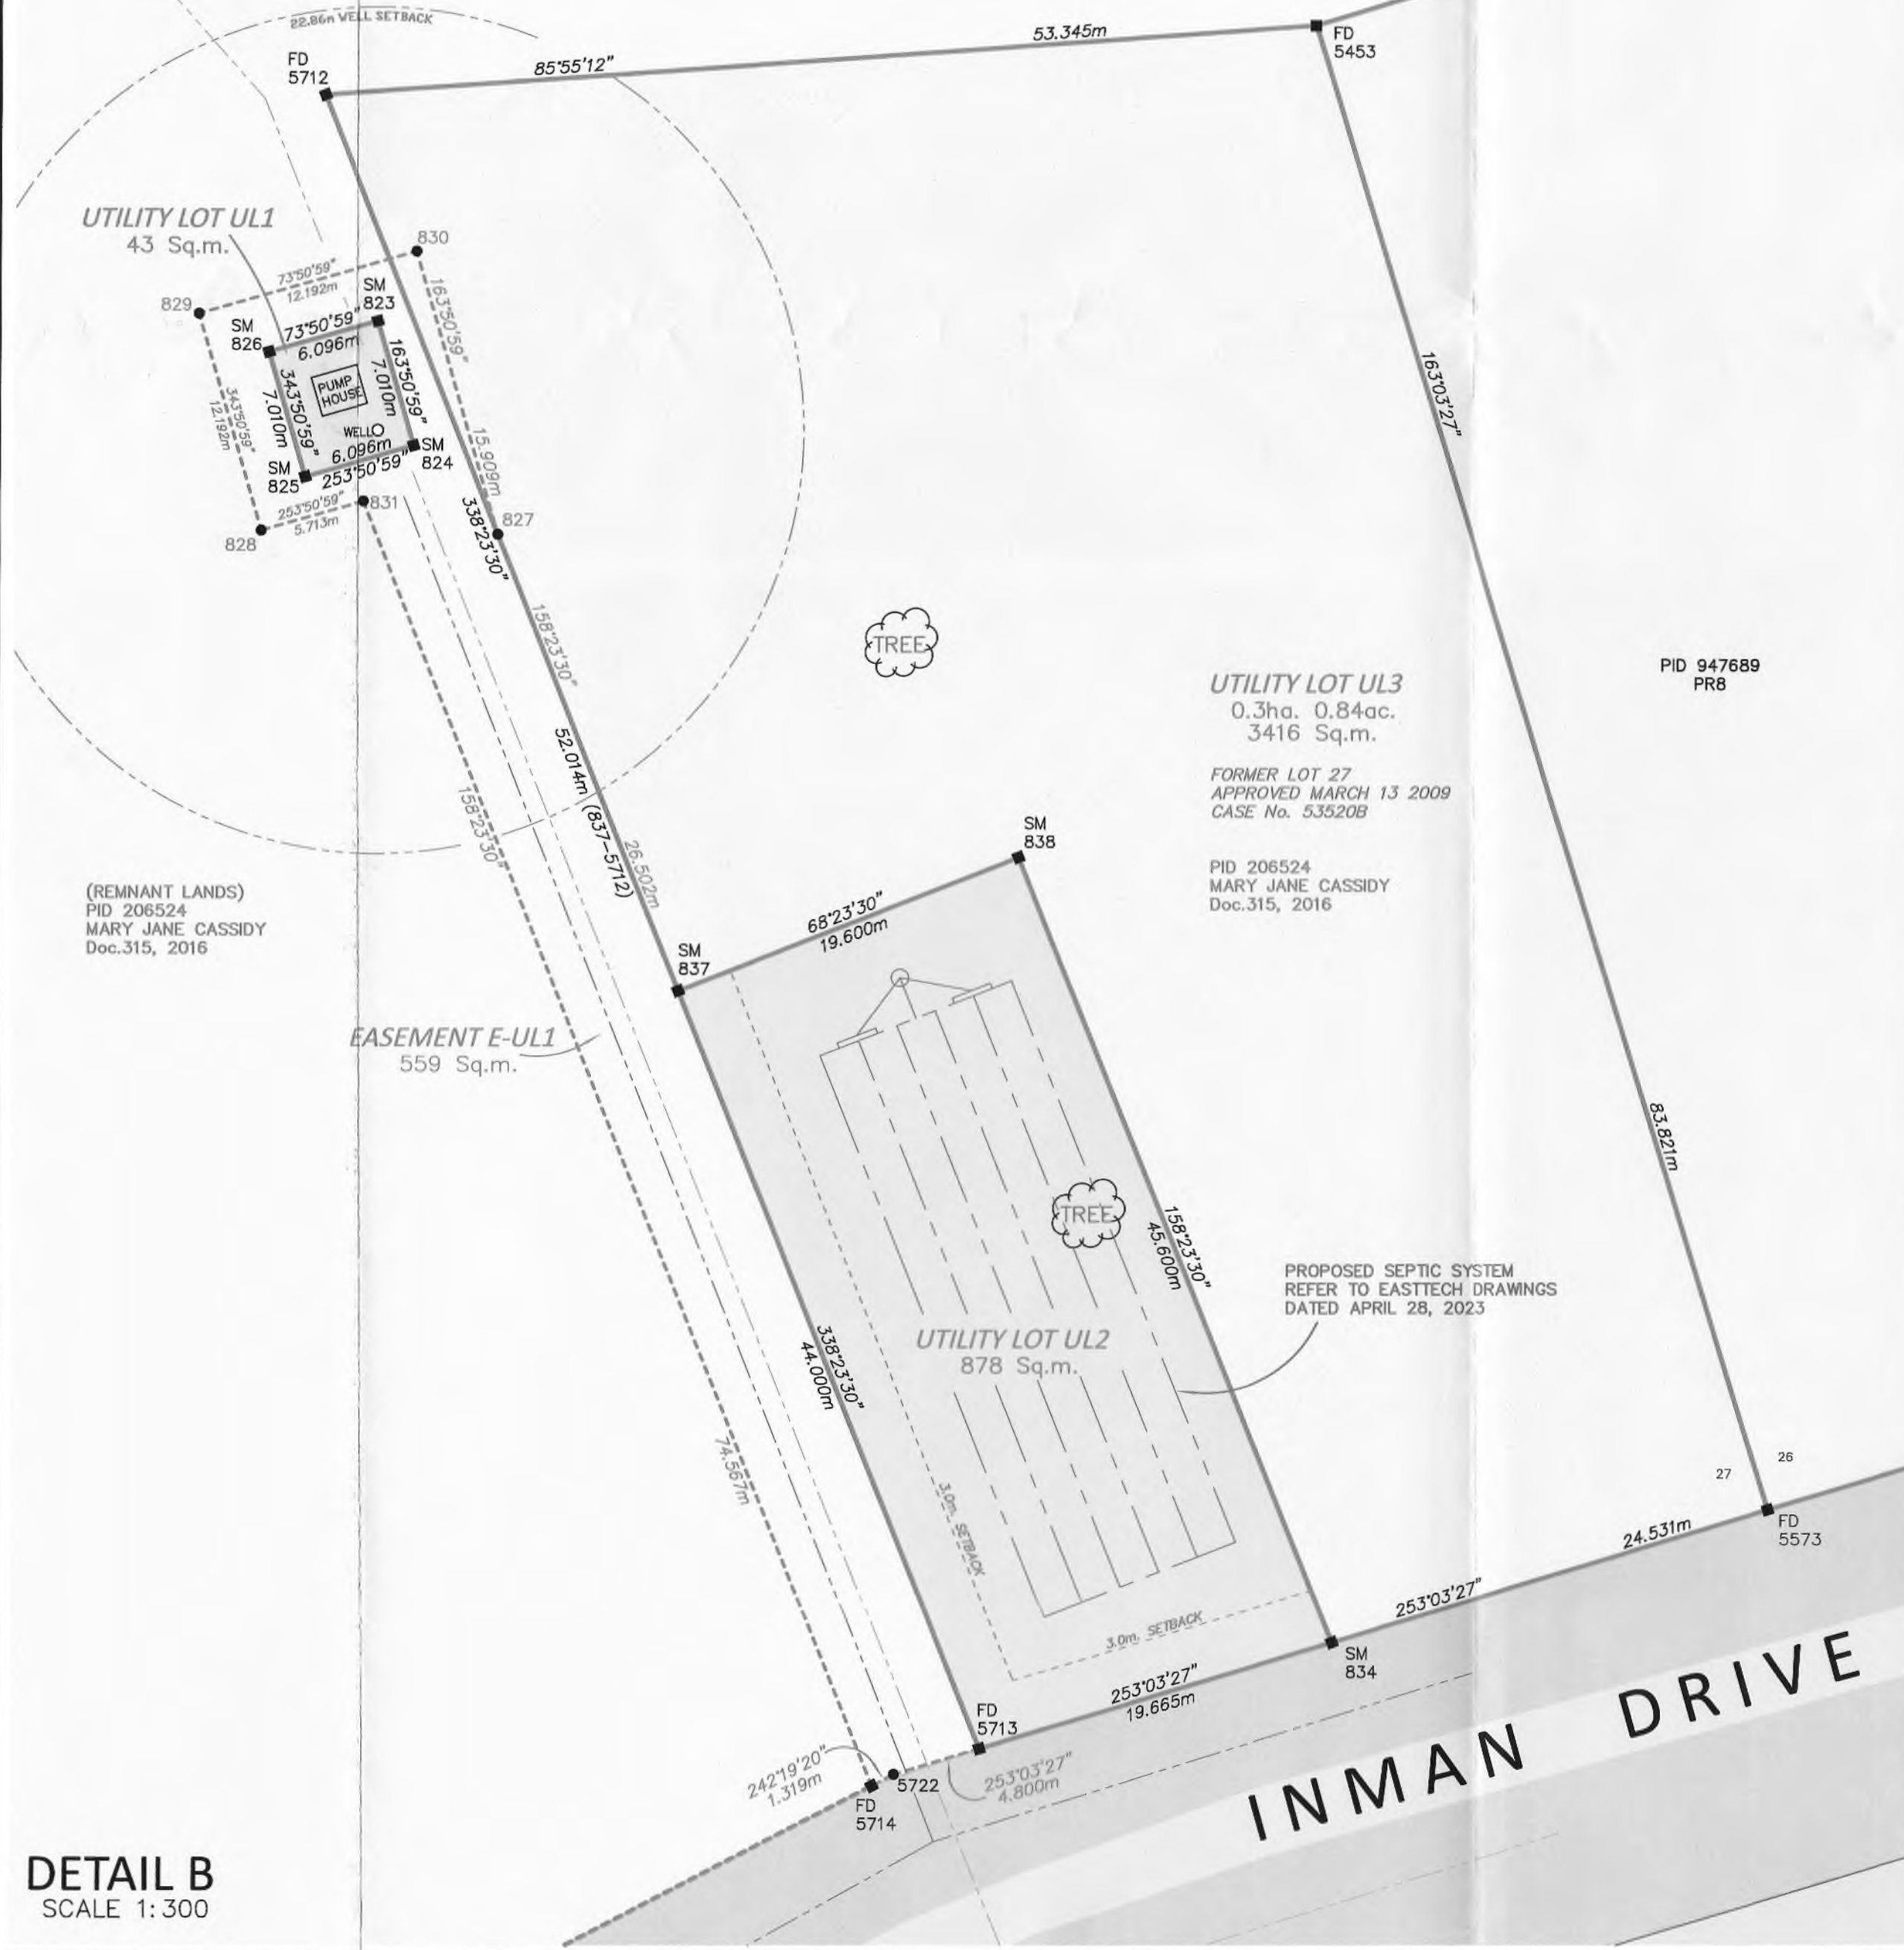 22.86m WELL SETBACK
FD
5712
85°55'12"
53.345m
FD
5453
UTILITY LOT UL1
43 Sq.m.
830
73°50'59"
12.192m
829
SM
823
SM
826
73°50'59"
6.096m
163°50'59"
163°50'59"
7.010m
PUMP
HOUSE
343°50'59"
7.010m
343°50'59"
12.192m
WELL
6.096m
253°50'59"
SM
824
SM
825
15.909m
253°50'59"
5.713m
831
828
827
338°23'30"
163°03'27"
158°23'30"
TREE
PID 947689
PR8
UTILITY LOT UL3
0.3ha. 0.84ac.
3416 Sq.m.
FORMER LOT 27
APPROVED MARCH 13 2009
CASE No. 53520B
PID 206524
MARY JANE CASSIDY
Doc.315, 2016
52.014m (837-5712)
158°23'30"
26.502m
SM
838
68°23'30"
19.600m
(REMNANT LANDS)
PID 206524
MARY JANE CASSIDY
Doc.315, 2016
SM
837
EASEMENT E-UL1
559 Sq.m.
83.821m
TREE
158°23'30"
45.600m
PROPOSED SEPTIC SYSTEM
REFER TO EASTTECH DRAWINGS
DATED APRIL 28, 2023
338°23'30"
44.000m
UTILITY LOT UL2
878 Sq.m.
74.567m
3.0m. SETBACK
26
27
FD
5573
24.531m
253°03'27"
3.0m. SETBACK
SM
834
253°03'27"
19.665m
FD
5713
242°19'20"
1.319m
5722
253°03'27"
4.800m
FD
5714
INMAN DRIVE
DETAIL B
SCALE 1:300